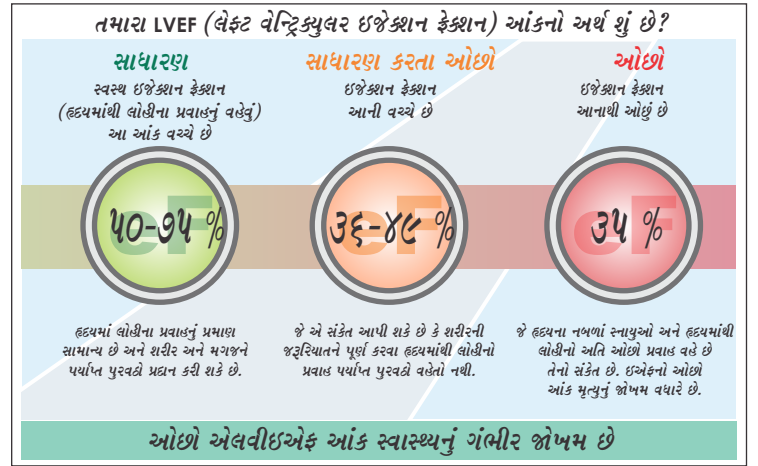 તમારા LVEF (લેફ્ટ વેન્ટ્રિક્યુલર ઇજેક્શન ફ્રેક્શન) આંકનો અર્થ શું છે?
સાધારણ
સ્વસ્થ ઇજેક્શન ફ્રેક્શન
(હૃદયમાંથી લોહીના પ્રવાહનું વહેવું)
આ આંક વચ્ચે છે
eF
૫૦-૭૫ %
હૃદયમાં લોહીના પ્રવાહનું પ્રમાણ
સામાન્ય છે અને શરીર અને મગજને
પર્યાપ્ત પુરવઠો પ્રદાન કરી શકે છે.
સાધારણ કરતા ઓછો
ઇજેક્શન ફ્રેક્શન
આની વચ્ચે છે
eF
૩૬-૪૯ %
જે એ સંકેત આપી શકે છે કે શરીરની
જરૂરિયાતને પૂર્ણ કરવા હૃદયમાંથી લોહીનો
પ્રવાહ પર્યાપ્ત પુરવઠો વહેતો નથી.
ઓછો
ઇજેક્શન ફ્રેક્શન
આનાથી ઓછું છે
eF
૩૫ %
જે હૃદયના નબળાં સ્નાયુઓ અને હૃદયમાંથી
લોહીનો અતિ ઓછો પ્રવાહ વહે છે
તેનો સંકેત છે. ઇએફનો ઓછો
આંક મૃત્યુનું જોખમ વધારે છે.
ઓછો એલવીઇએફ આંક સ્વાસ્થ્યનું ગંભીર જોખમ છે